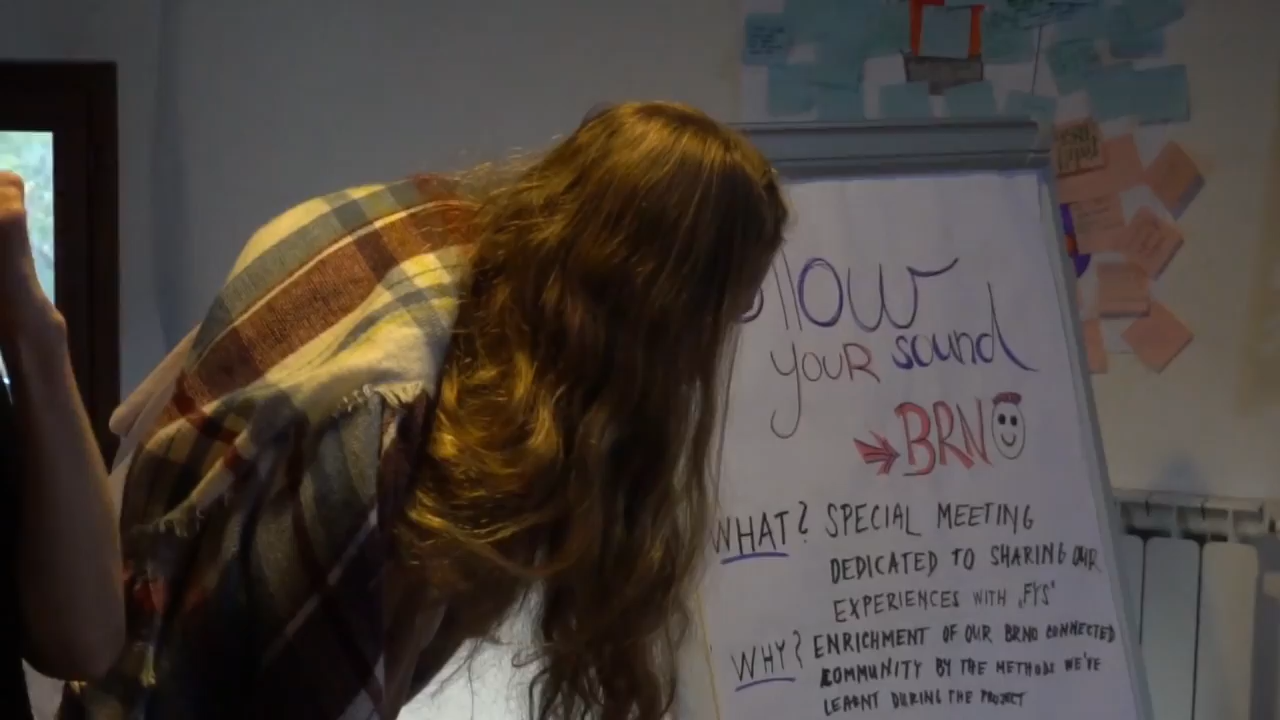 llow
YOUR sound
BRNO
WHAT? SPECIAL MEETING
DEDICATED TO SHARING OUR
EXPERIENCES WITH „FYS"
WHY? ENRICHMENT OF OUR BRNO CONNECTED
COMMUNITY BY THE METHODS WE'VE
LEARNT DURING THE PROJECT